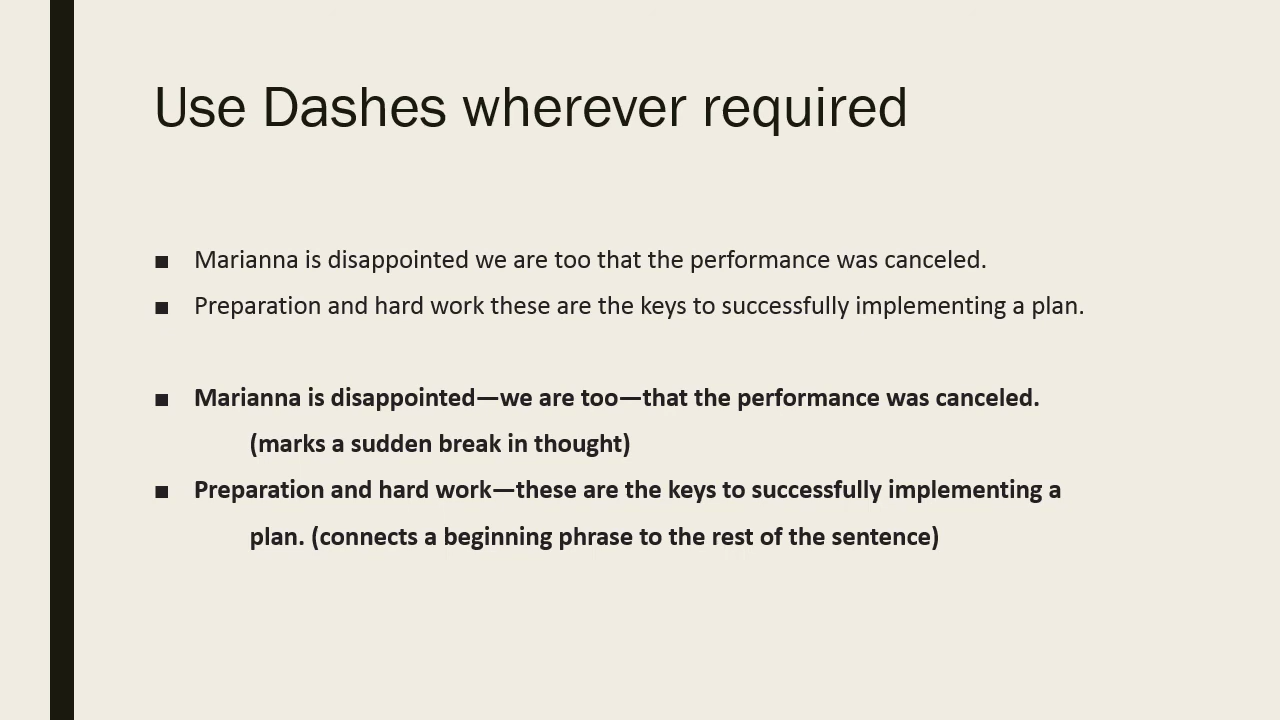 Use Dashes wherever required
■ Marianna is disappointed we are too that the performance was canceled.
■ Preparation and hard work these are the keys to successfully implementing a plan.
■ Marianna is disappointed—we are too—that the performance was canceled.
(marks a sudden break in thought)
■ Preparation and hard work—these are the keys to successfully implementing a
plan. (connects a beginning phrase to the rest of the sentence)